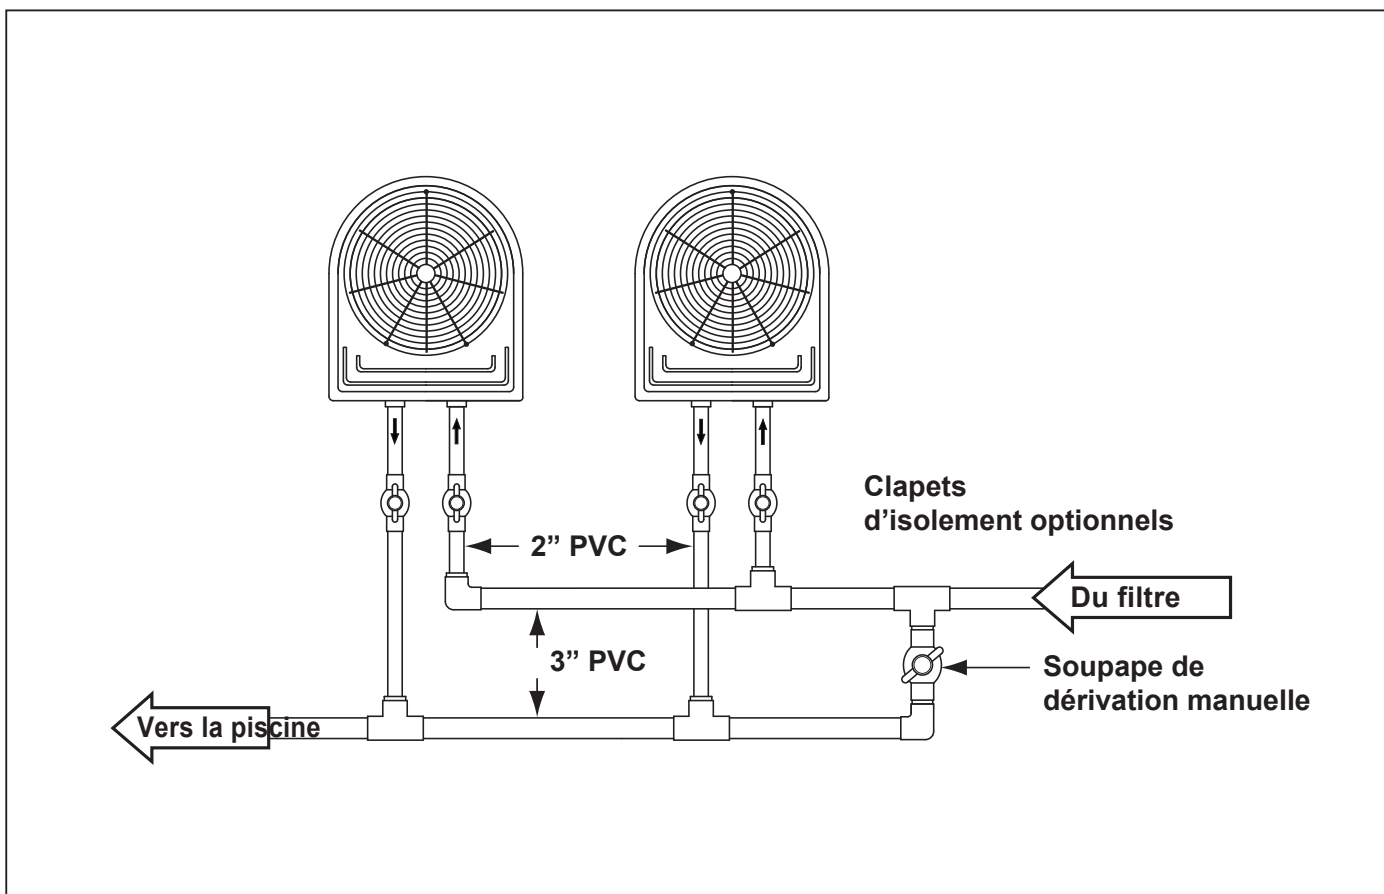 Clapets
d’isolement optionnels
2” PVC
Du filtre
3” PVC
Soupape de
dérivation manuelle
Vers la piscine